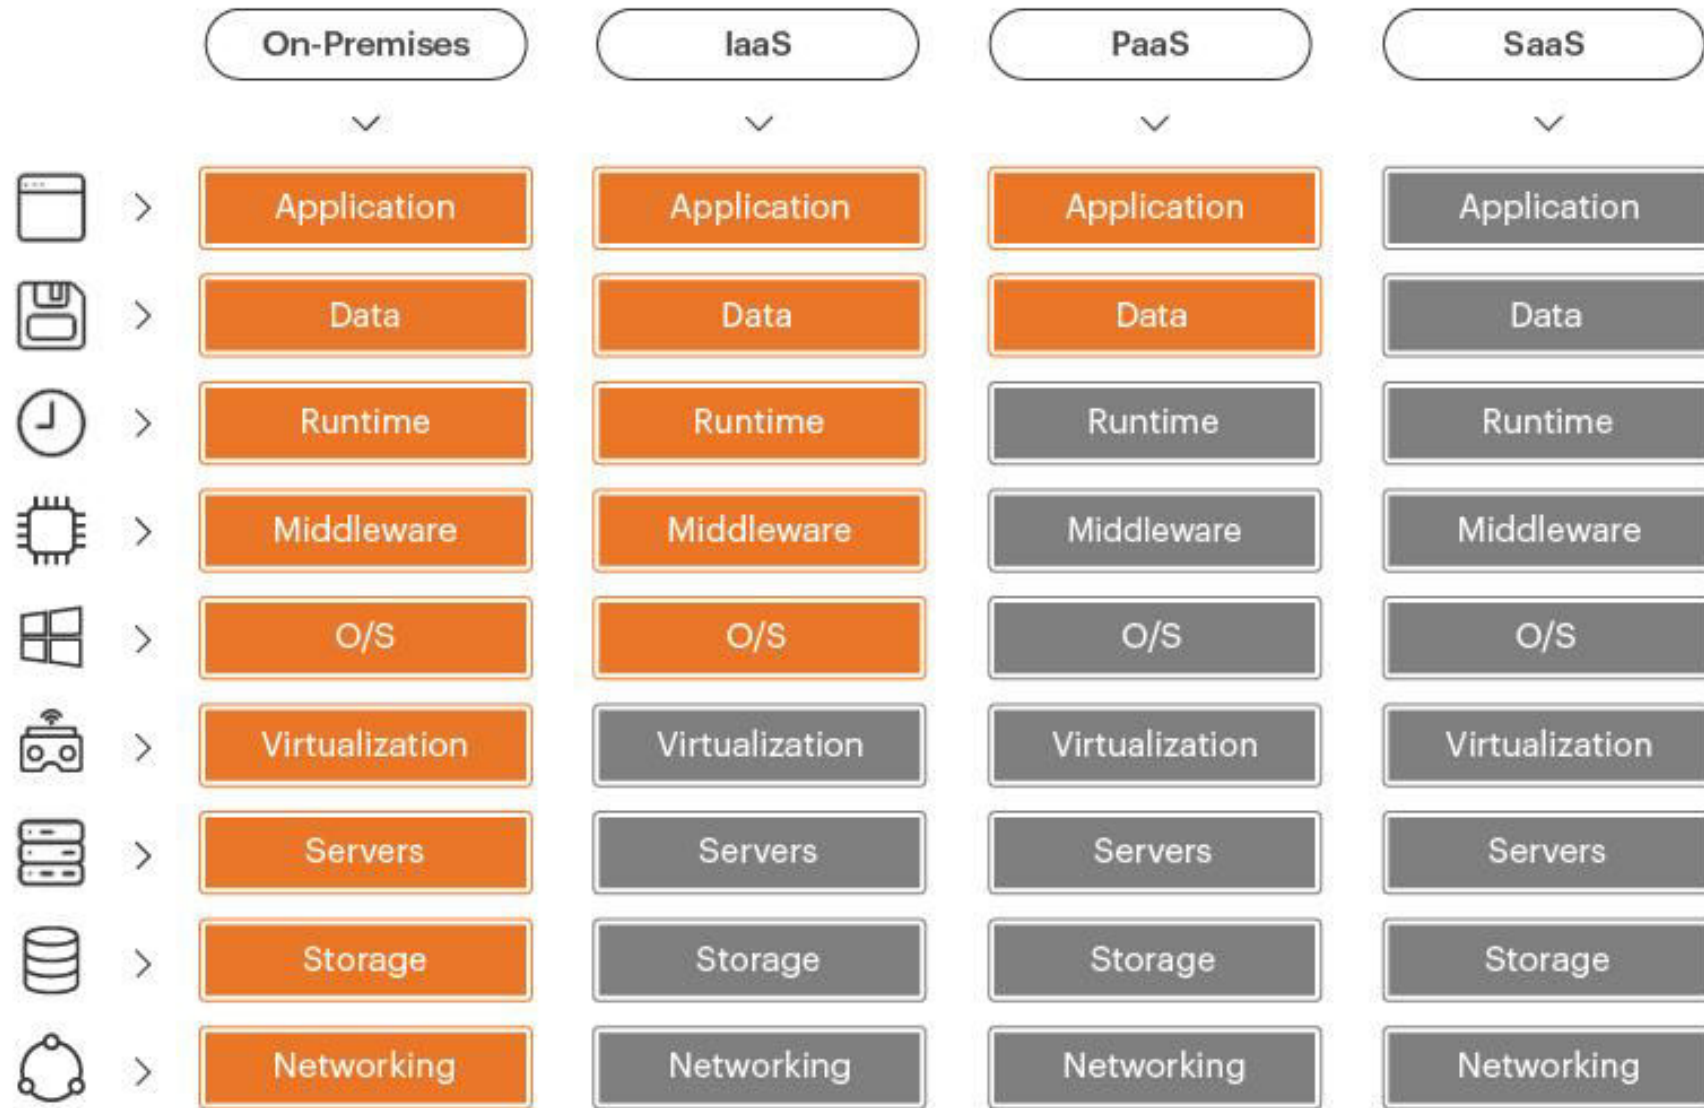 On-Premises IaaS PaaS SaaS
Application Application Application Application
Data Data Data Data
Runtime Runtime Runtime Runtime
Middleware Middleware Middleware Middleware
O/S O/S O/S O/S
Virtualization Virtualization Virtualization Virtualization
Servers Servers Servers Servers
Storage Storage Storage Storage
Networking Networking Networking Networking